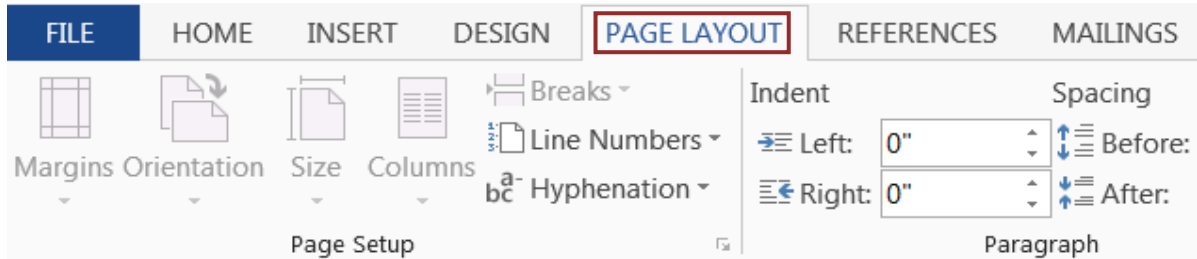 FILE HOME INSERT DESIGN PAGE LAYOUT REFERENCES MAILINGS
Margins Orientation Size Columns
Breaks
Line Numbers
bc a- Hyphenation
Page Setup
Indent
Left: 0"
Right: 0"
Spacing
Before:
After:
Paragraph